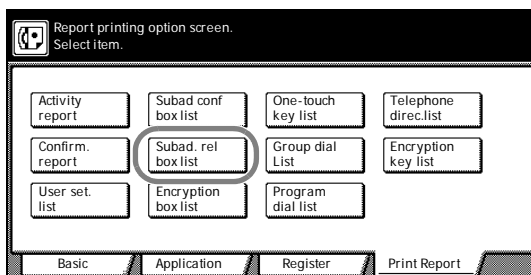 Report printing option screen.
Select item.
Activity
report
Subad conf
box list
One-touch
key list
Telephone
direc.list
Confirm.
report
Subad. rel
box list
Group dial
List
Encryption
key list
User set.
list
Encryption
box list
Program
dial list
Basic
Application
Register
Print Report